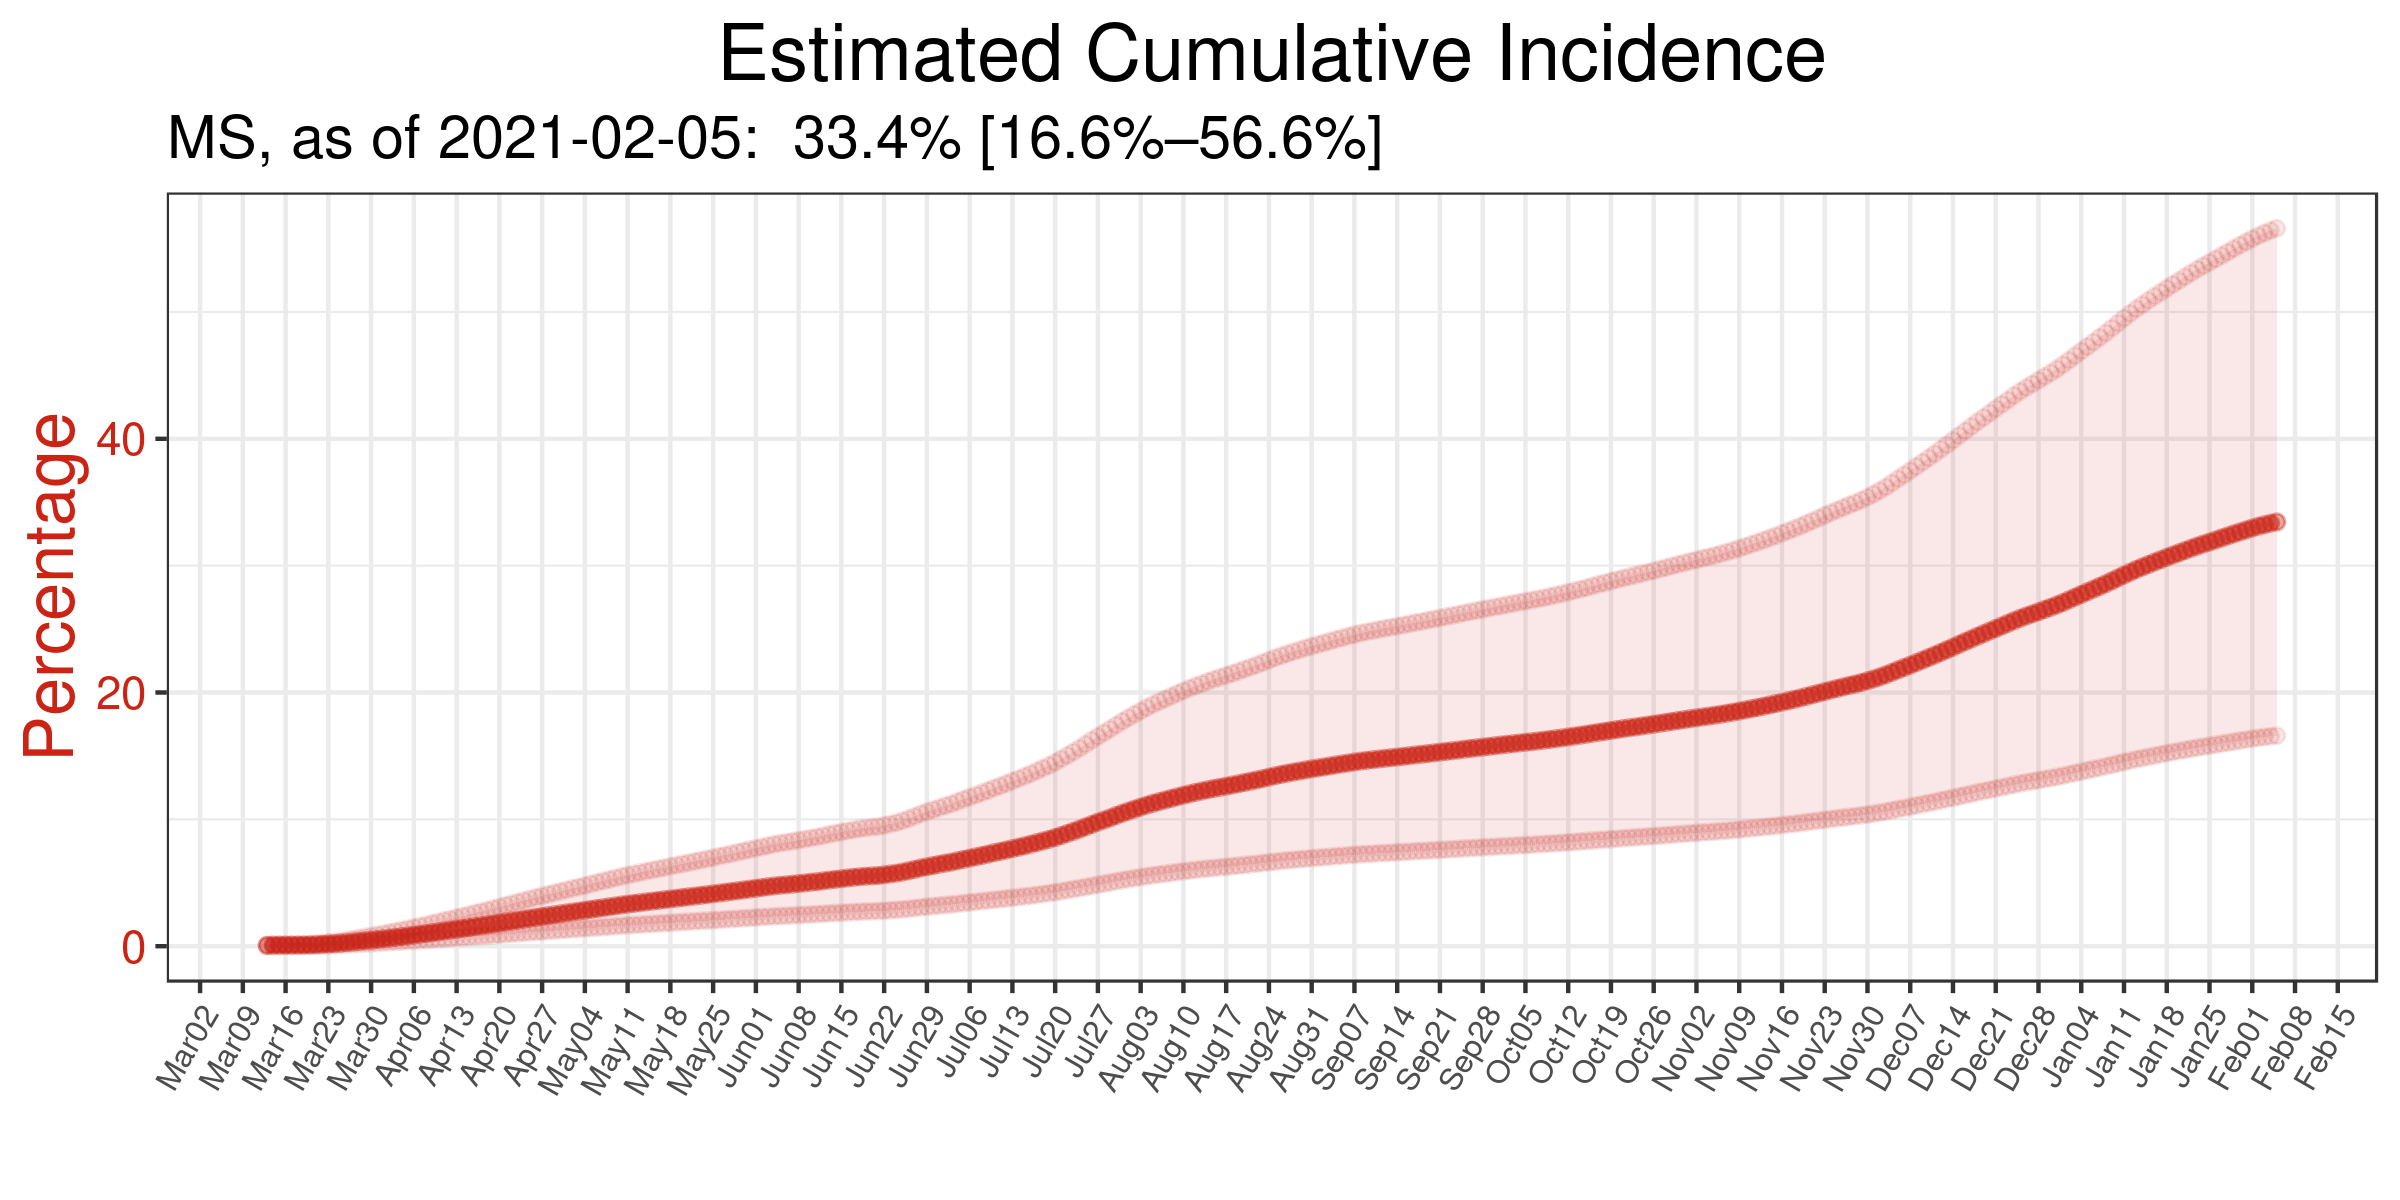 Estimated Cumulative Incidence
MS, as of 2021-02-05:  33.4% [16.6%–56.6%]
Percentage
40
20
0
Mar02
Mar09
Mar16
Mar23
Mar30
Apr06
Apr13
Apr20
Apr27
May04
May11
May18
May25
Jun01
Jun08
Jun15
Jun22
Jun29
Jul06
Jul13
Jul20
Jul27
Aug03
Aug10
Aug17
Aug24
Aug31
Sep07
Sep14
Sep21
Sep28
Oct05
Oct12
Oct19
Oct26
Nov02
Nov09
Nov16
Nov23
Nov30
Dec07
Dec14
Dec21
Dec28
Jan04
Jan11
Jan18
Jan25
Feb01
Feb08
Feb15